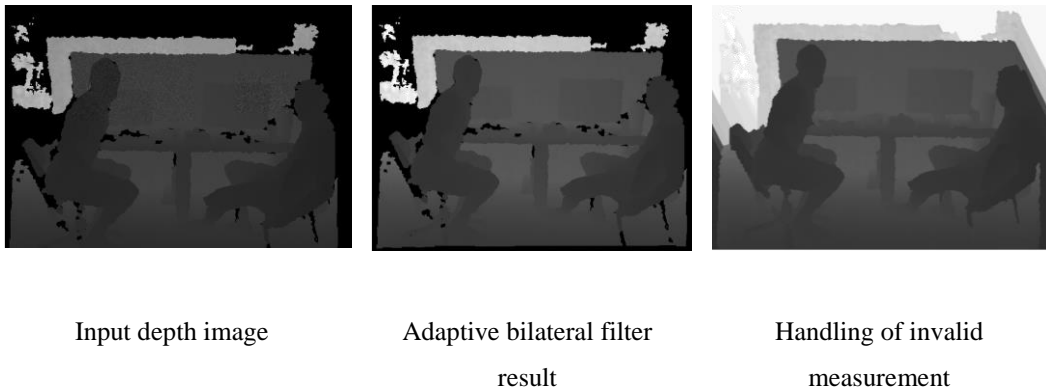 Input depth image
Adaptive bilateral filter
result
Handling of invalid
measurement